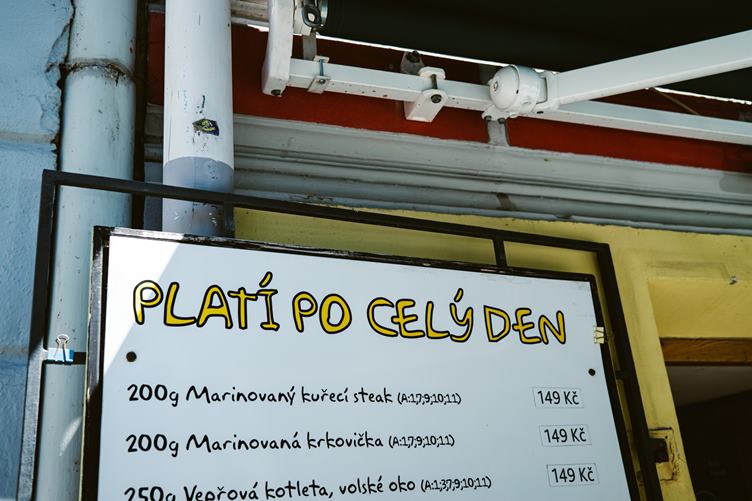 PLATÍ PO CELÝ DEN
200g Marinovaný kuřecí steak (A:1,7;9;10;11) 149 Kč
200g Marinovaná krkovička (A:1,7;9;10;11) 149 Kč
250g Vepřová kotleta, volské oko (A:1;3;7;9;10;11) 149 Kč